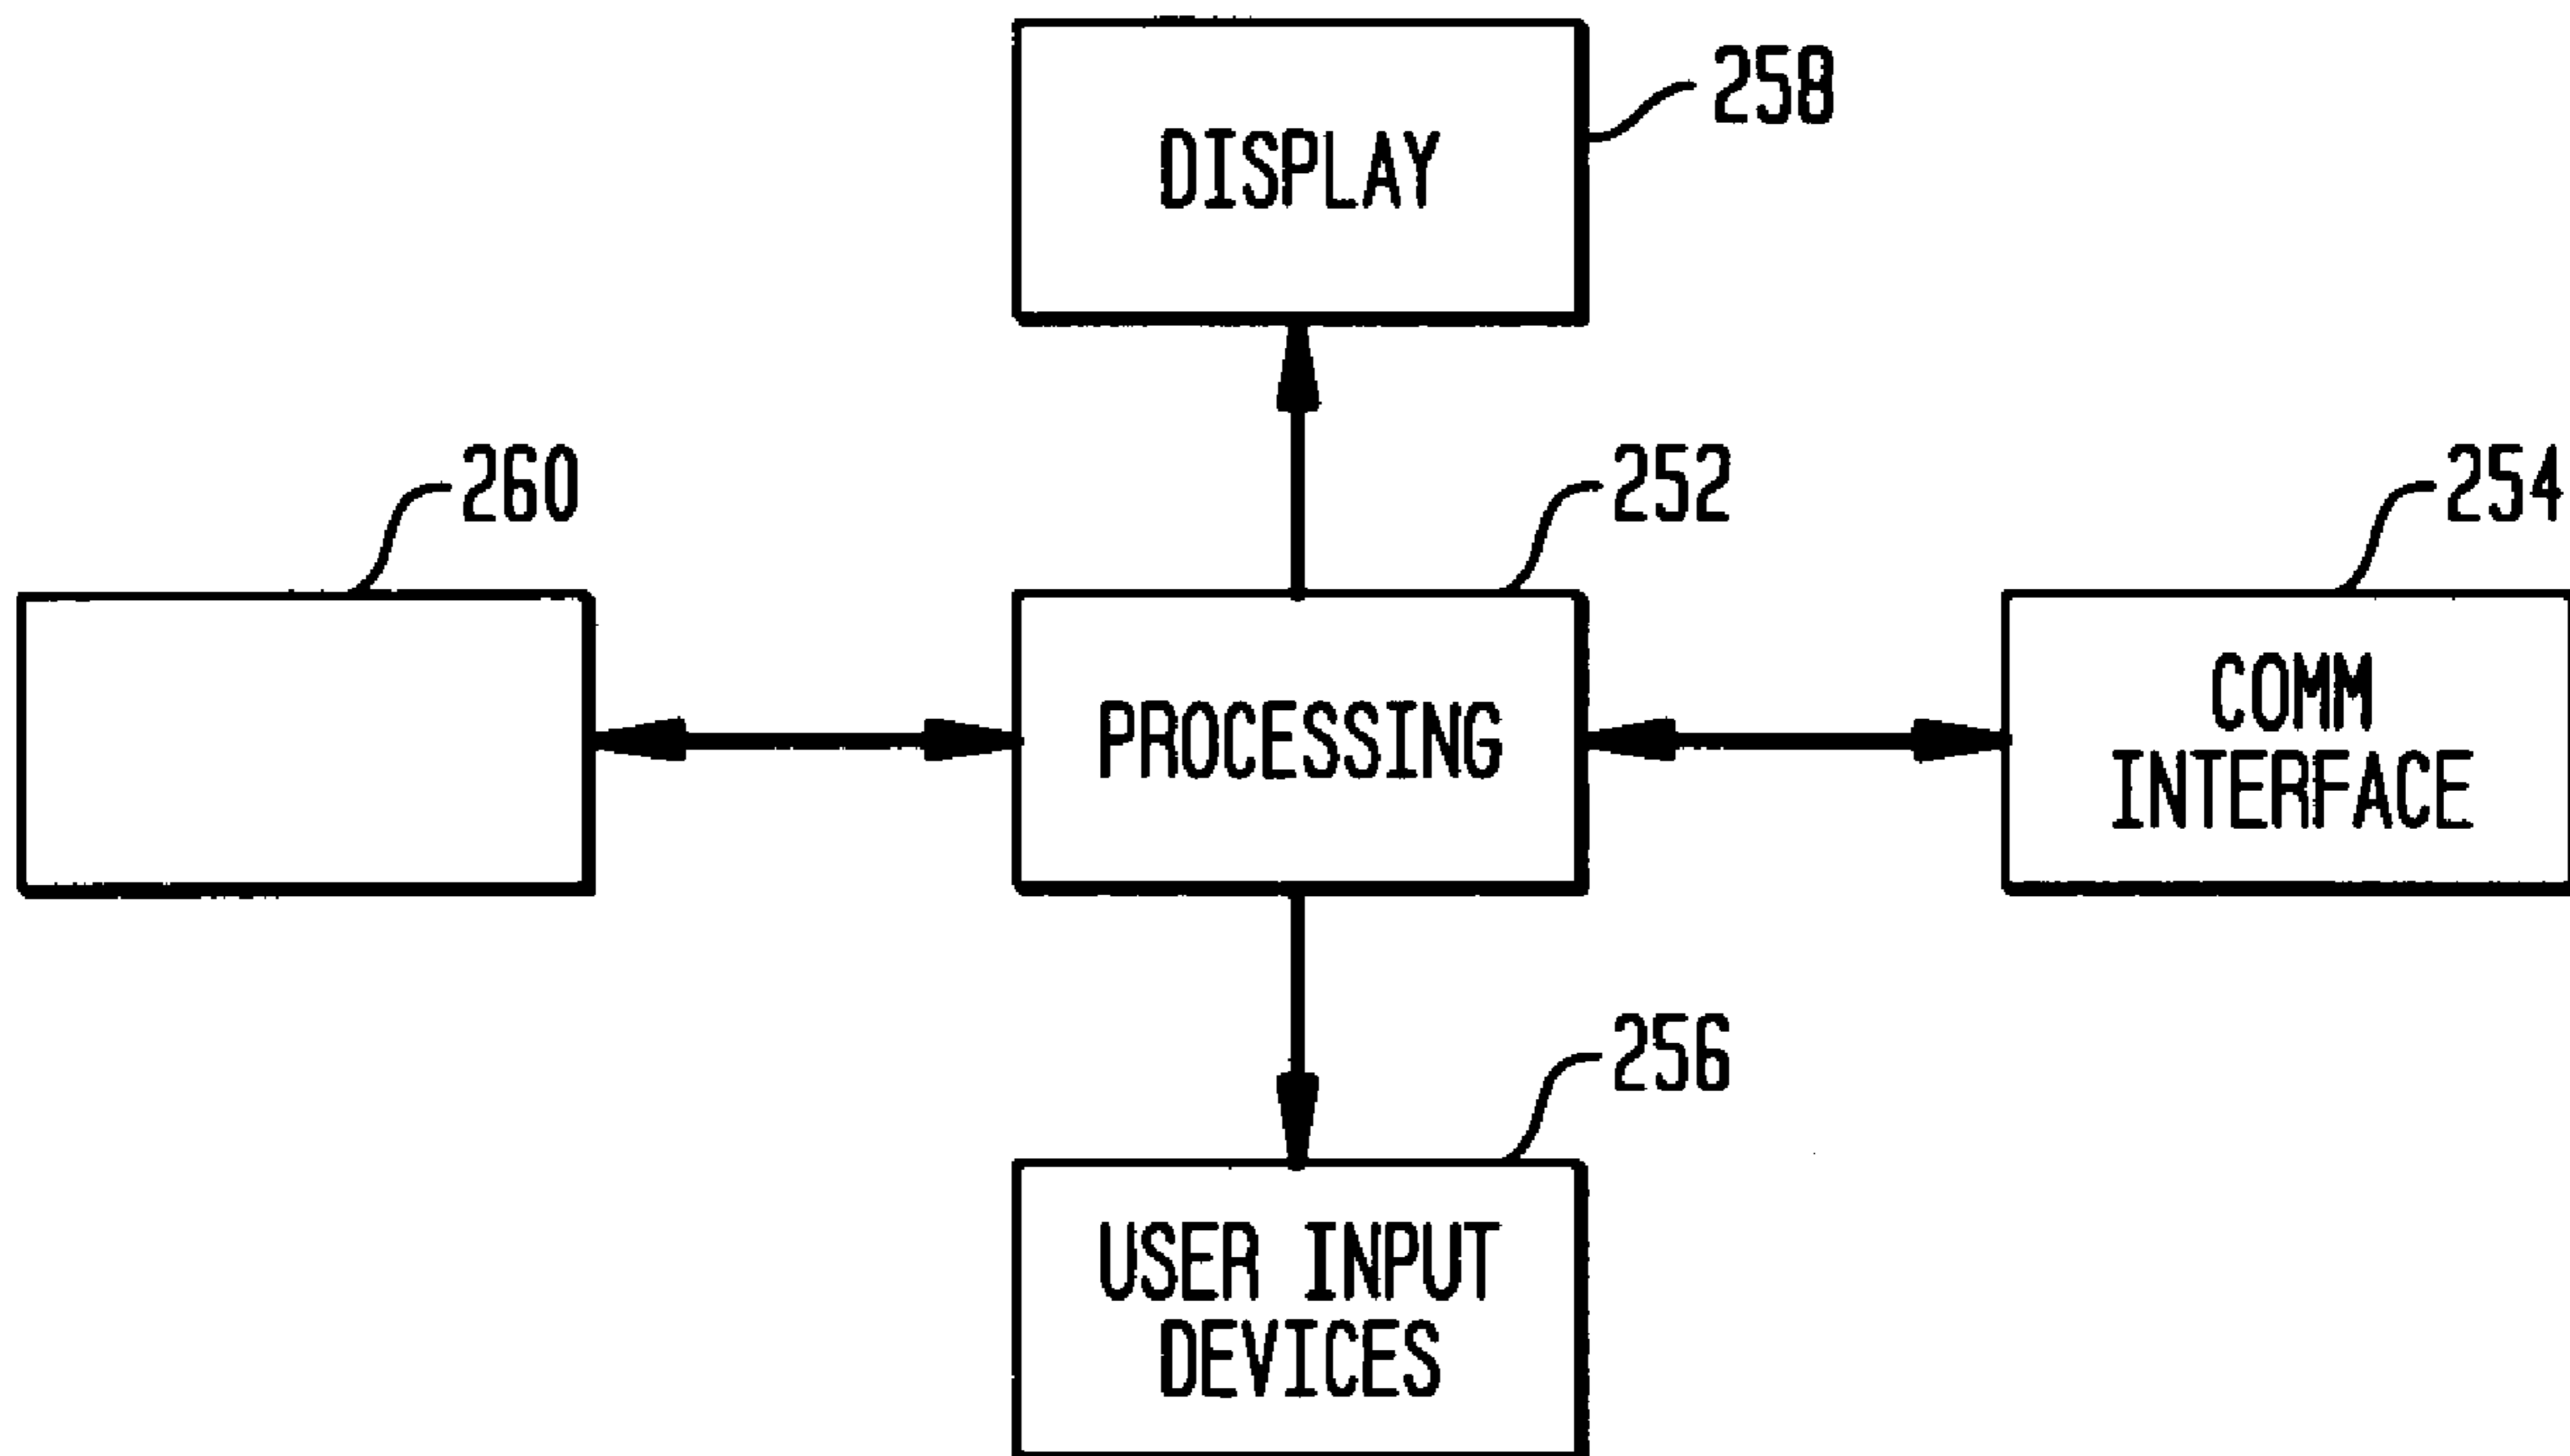 258
DISPLAY
260
252
254
PROCESSING
COMM
INTERFACE
256
USER INPUT
DEVICES